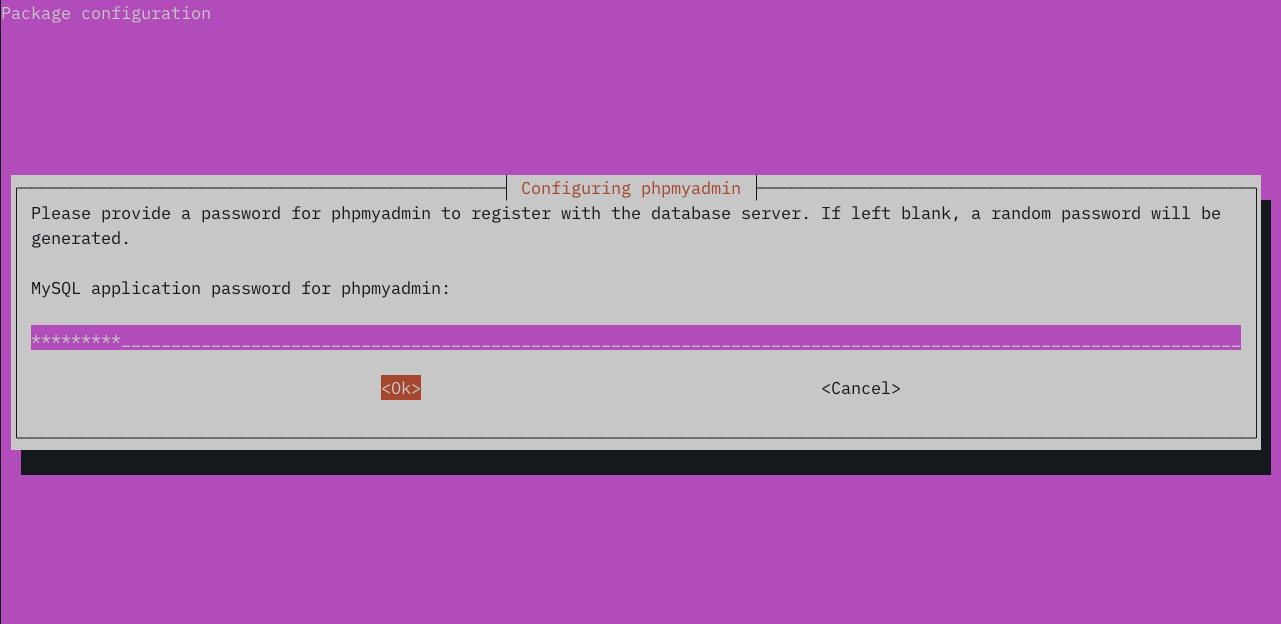 Package configuration
Configuring phpmyadmin
Please provide a password for phpmyadmin to register with the database server. If left blank, a random password will be
generated.
MySQL application password for phpmyadmin:
*********________________________________________________________________________________________________________________
<Ok>
<Cancel>